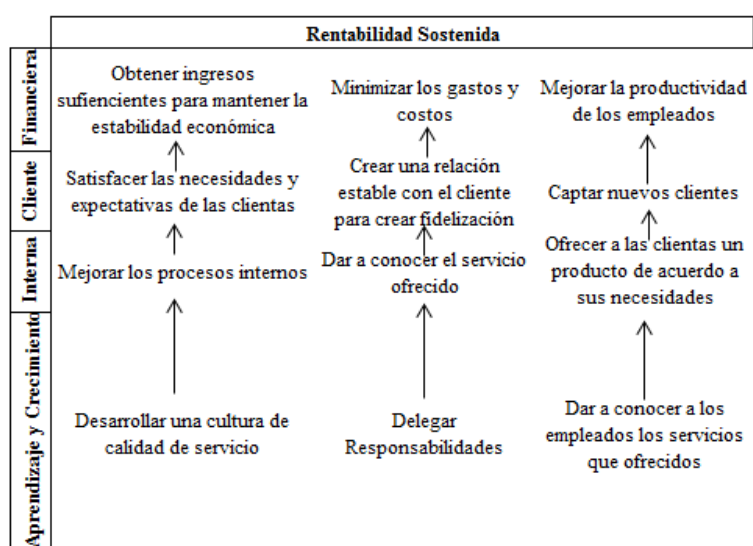 Rentabilidad Sostenida
Financiera
Obtener ingresos
sufiencientes para mantener la
estabilidad económica
Minimizar los gastos y
costos
Mejorar la productividad
de los empleados
Cliente
Satisfacer las necesidades y
expectativas de las clientas
Crear una relación
estable con el cliente
para crear fidelización
Captar nuevos clientes
Interna
Mejorar los procesos internos
Dar a conocer el servicio
ofrecido
Ofrecer a las clientas un
producto de acuerdo a
sus necesidades
Aprendizaje y Crecimiento
Desarrollar una cultura de
calidad de servicio
Delegar
Responsabilidades
Dar a conocer a los
empleados los servicios
que ofrecidos